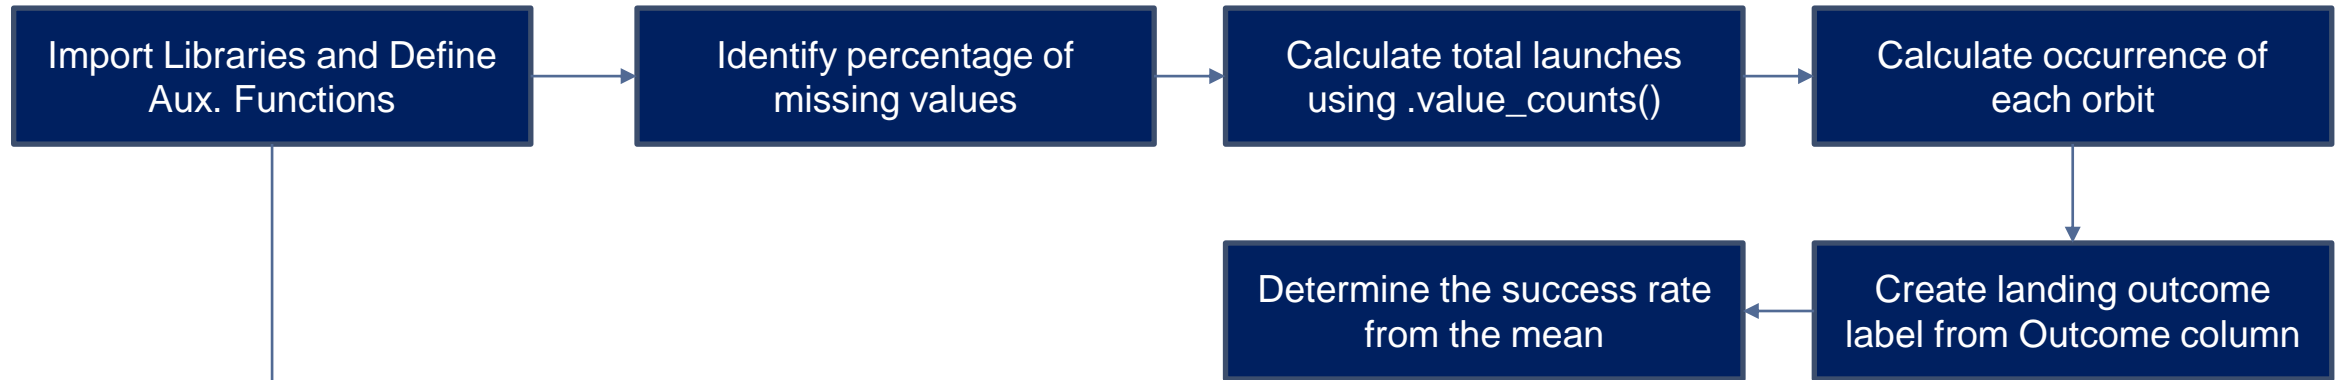 Import Libraries and Define
Aux. Functions
Identify percentage of
missing values
Calculate total launches
using .value_counts()
Calculate occurrence of
each orbit
Create landing outcome
label from Outcome column
Determine the success rate
from the mean